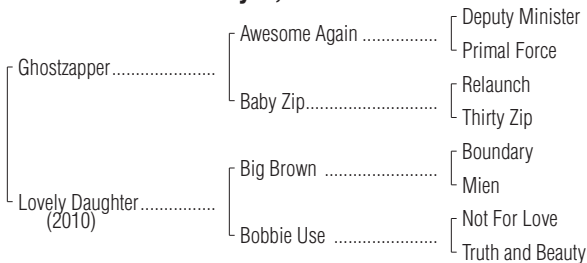 Deputy Minister
Awesome Again ................
Primal Force
Ghostzapper......................
Relaunch
Baby Zip............................
Thirty Zip
Boundary
Big Brown ........................
Mien
Lovely Daughter................
(2010)
Not For Love
Bobbie Use ......................
Truth and Beauty